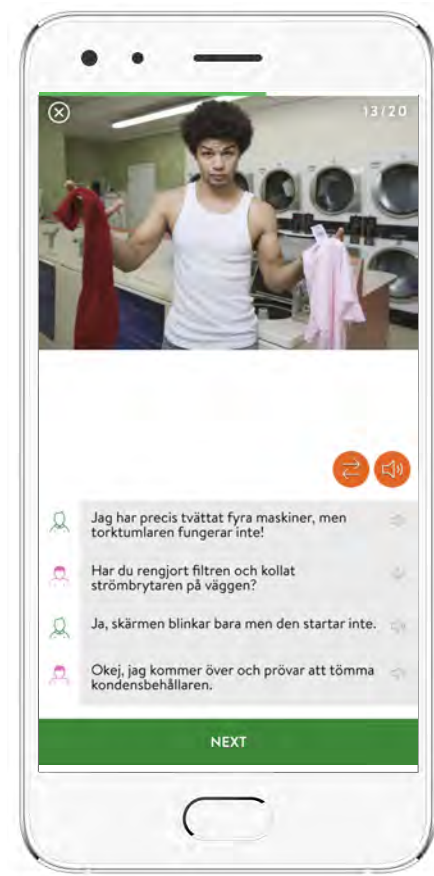 13/20
Jag har precis tvättat fyra maskiner, men
torktumlaren fungerar inte!
Har du rengjort filtren och kollat
strömbrytaren på väggen?
Ja, skärmen blinkar bara men den startar inte.
Okej, jag kommer över och prövar att tömma
kondensbehållaren.
NEXT